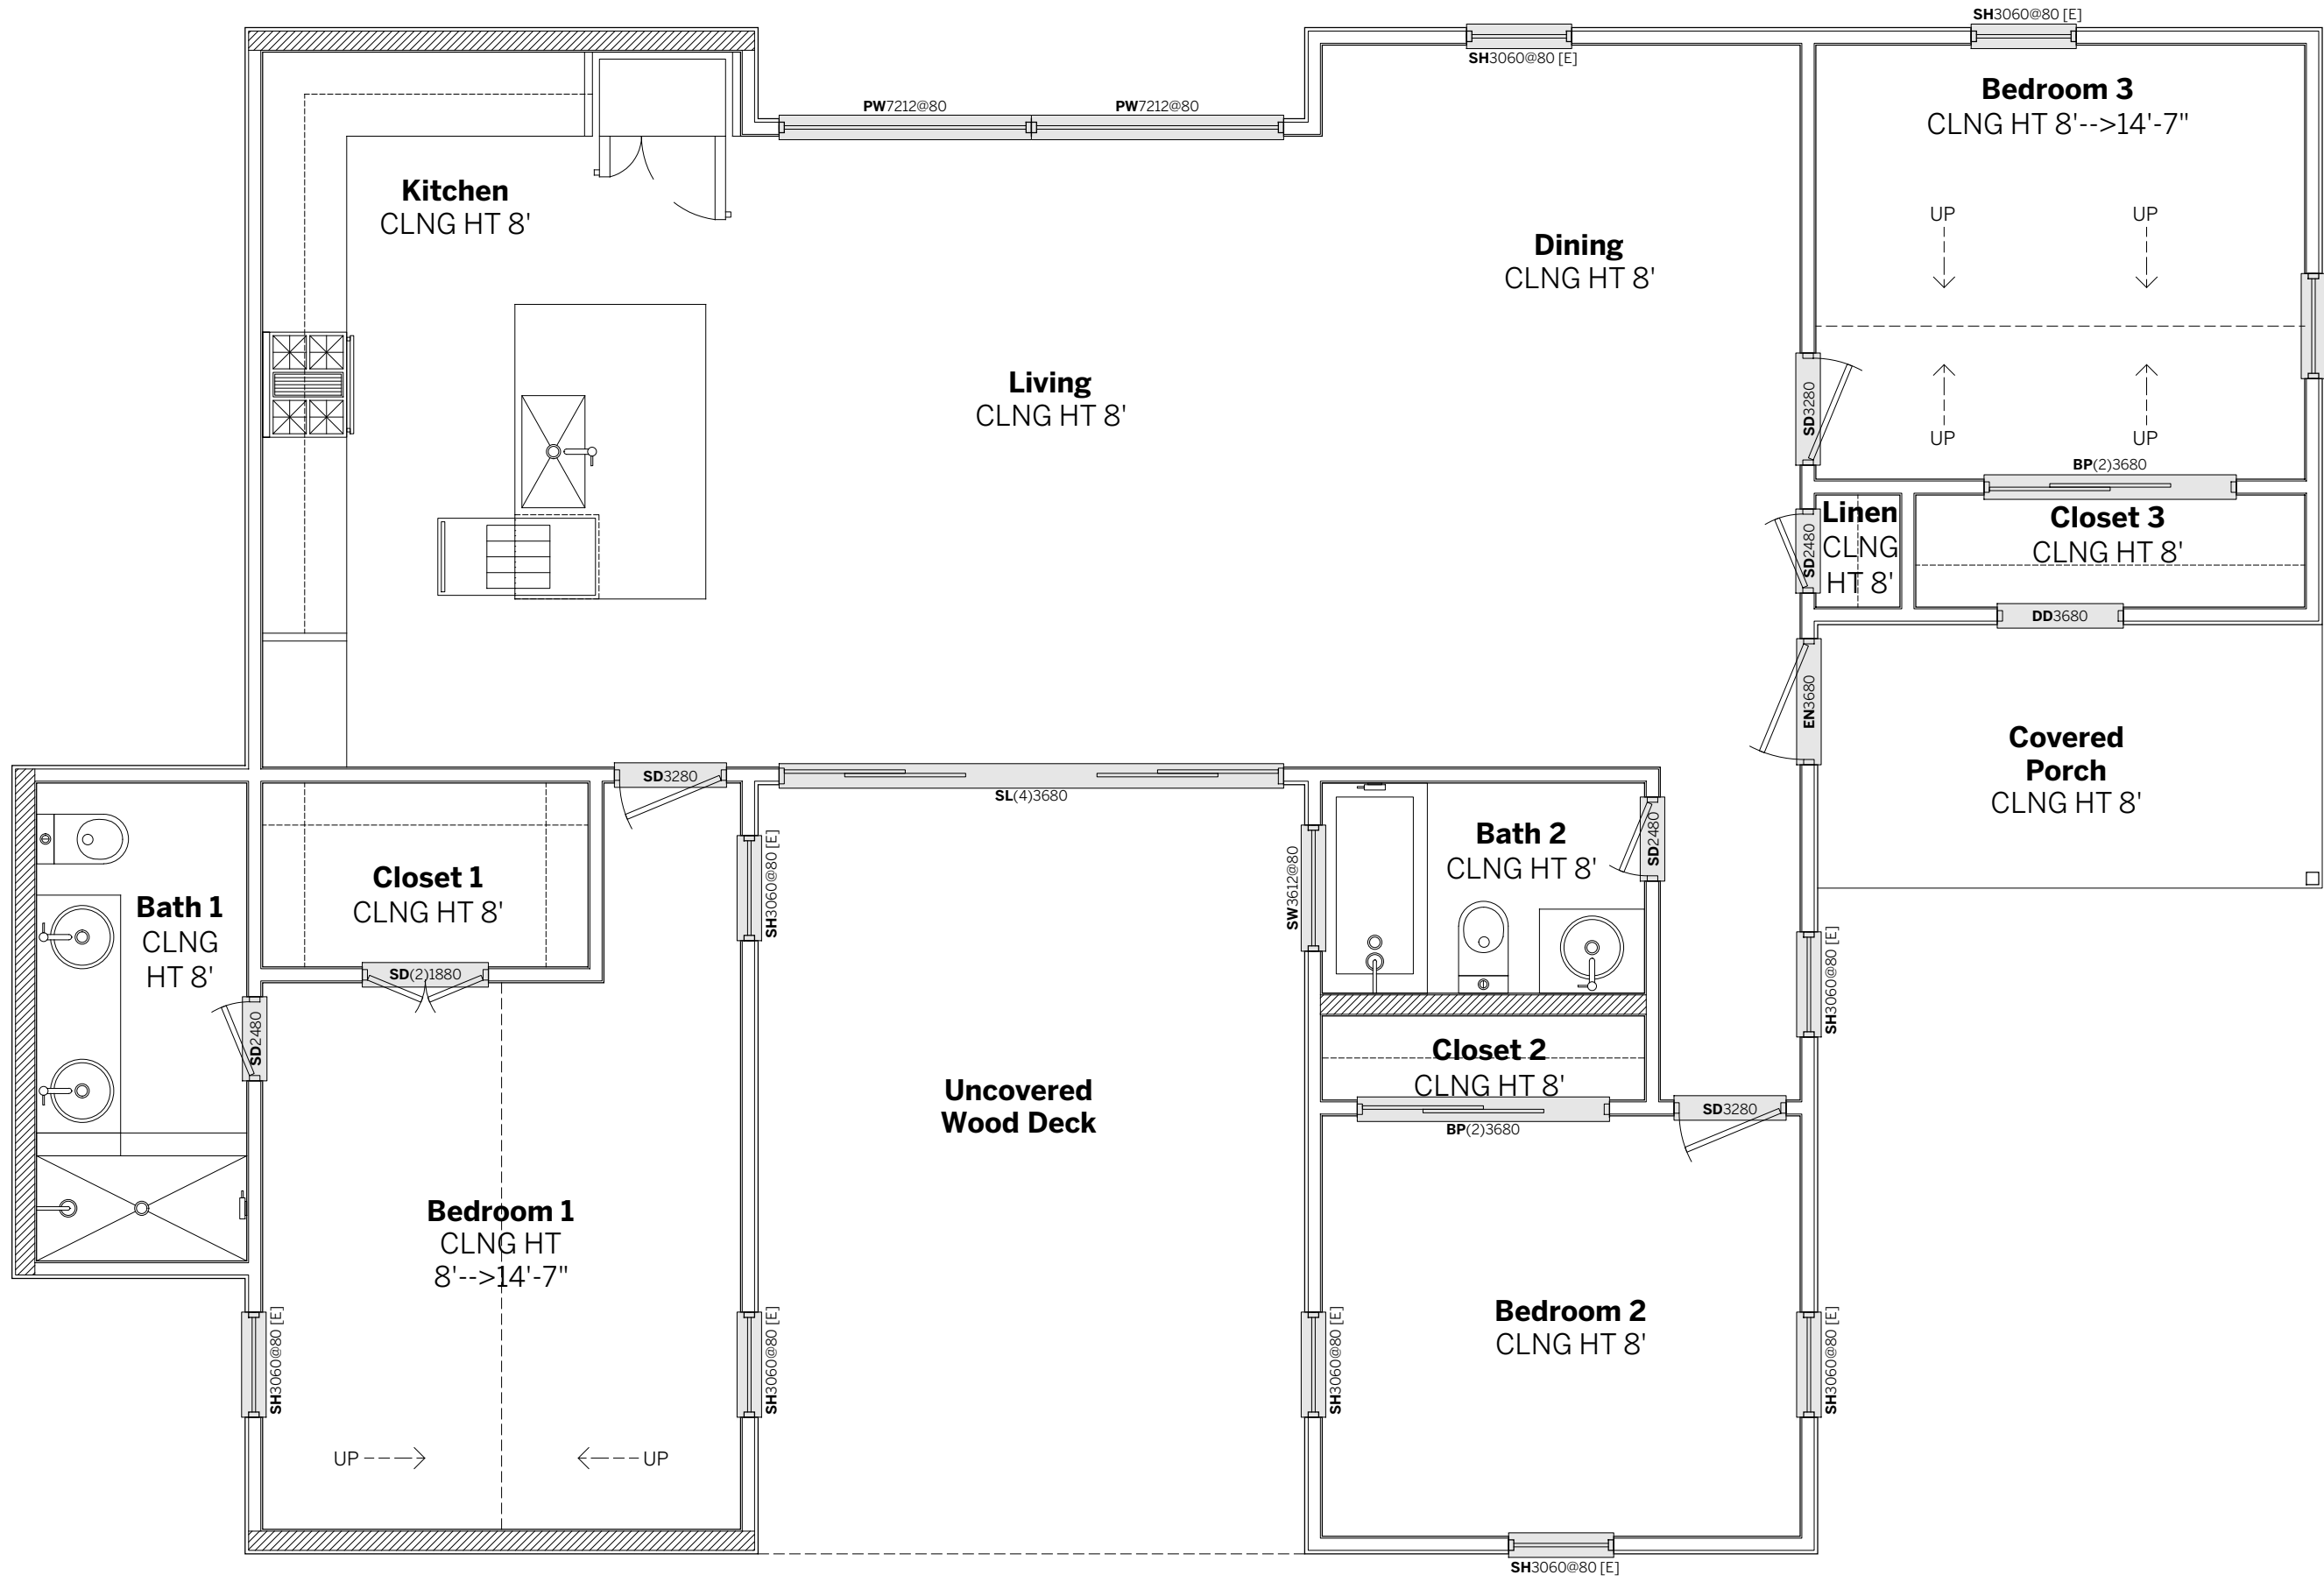 SH3060@80 [E]
SH3060@80 [E]
Bedroom 3
CLNG HT 8'-->14'-7"
PW7212@80
PW7212@80
Kitchen
CLNG HT 8'
UP
UP
Dining
CLNG HT 8'
Living
CLNG HT 8'
SD3280
UP
UP
BP(2)3680
Linen
CLNG
HT 8'
SD2480
Closet 3
CLNG HT 8'
DD3680
EN3680
Covered
Porch
CLNG HT 8'
SD3280
SL(4)3680
SH3060@80 [E]
SW3612@80
Bath 2
CLNG HT 8'
SD2480
Closet 1
CLNG HT 8'
Bath 1
CLNG
HT 8'
SD(2)1880
SD2480
SH3060@80 [E]
Closet 2
CLNG HT 8'
Uncovered
Wood Deck
BP(2)3680
SD3280
Bedroom 1
CLNG HT
8'-->14'-7"
Bedroom 2
CLNG HT 8'
SH3060@80 [E]
SH3060@80 [E]
SH3060@80 [E]
SH3060@80 [E]
UP
UP
SH3060@80 [E]